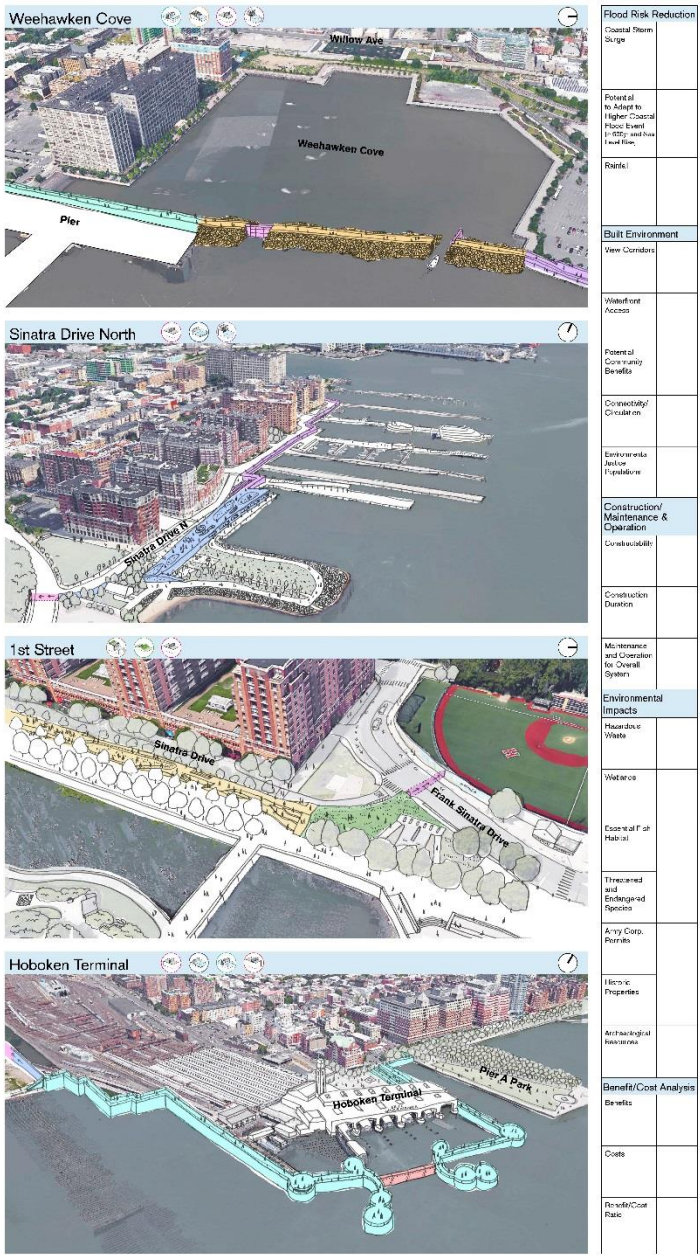 Weehawken Cove
Willow Ave
Weehawken Cove
Pier
Sinatra Drive North
Sinatra Drive N
1st Street
Sinatra Drive
Frank Sinatra Drive
Hoboken Terminal
Pier A Park
Hoboken Terminal
Flood Risk Reduction
Coastal Storm
Surge
Potential
to Adapt to
Higher Coastal
Flood Event
and Sea
Level Rise)
Rainfall
Built Environment
View Corridors
Waterfront
Access
Potential
Community
Benefits
Connectivity/
Circulation
Environmental
Justice
Populations
Construction/
Maintenance &
Operation
Constructability
Construction
Duration
Maintenance
and Operation
for Overall
System
Environmental
Impacts
Hazardous
Waste
Wetlands
Essential Fish
Habitat
Threatened
and
Endangered
Species
Army Corp.
Permits
Historic
Properties
Archaeological
Resources
Benefit/Cost Analysis
Benefits
Costs
Benefit/Cost
Ratio